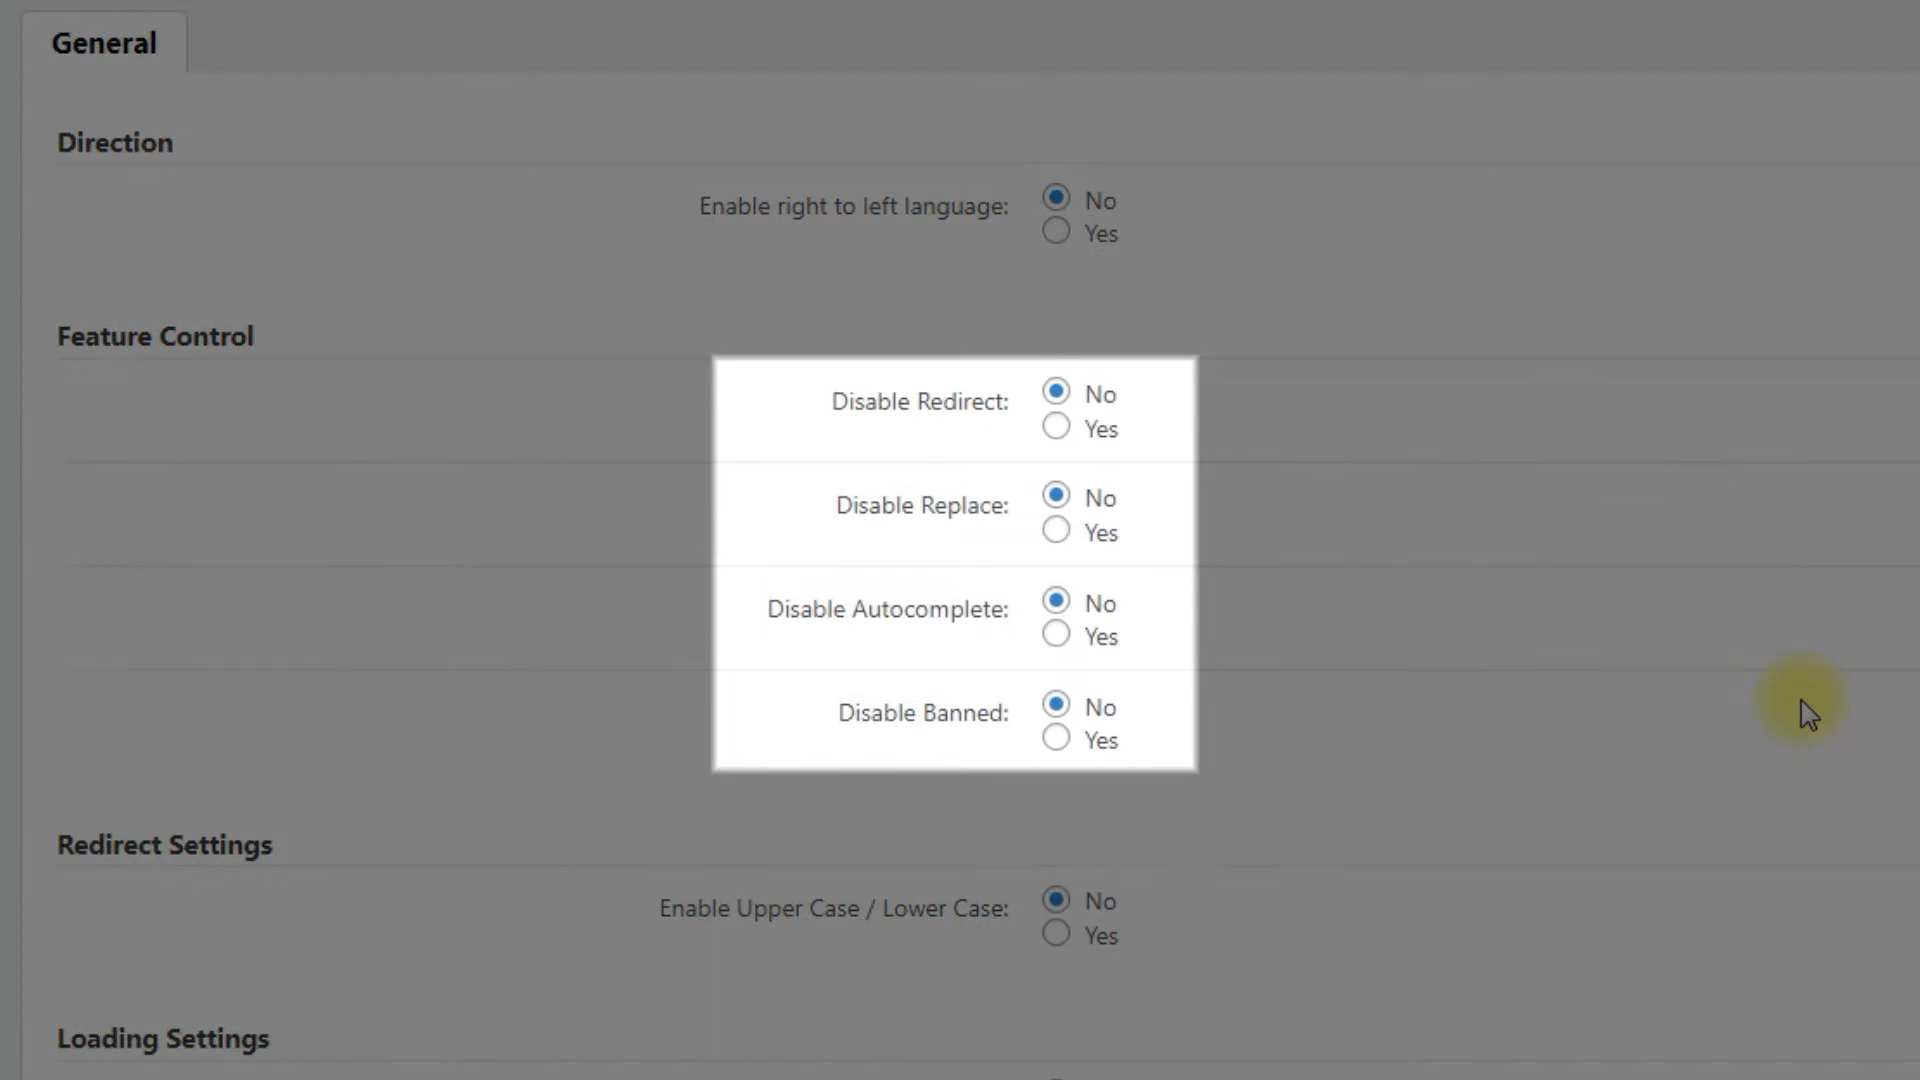 General
Direction
Enable right to left language:
No
Yes
Feature Control
Disable Redirect:
No
Yes
Disable Replace:
No
Yes
Disable Autocomplete:
No
Yes
Disable Banned:
No
Yes
Redirect Settings
Enable Upper Case / Lower Case:
No
Yes
Loading Settings